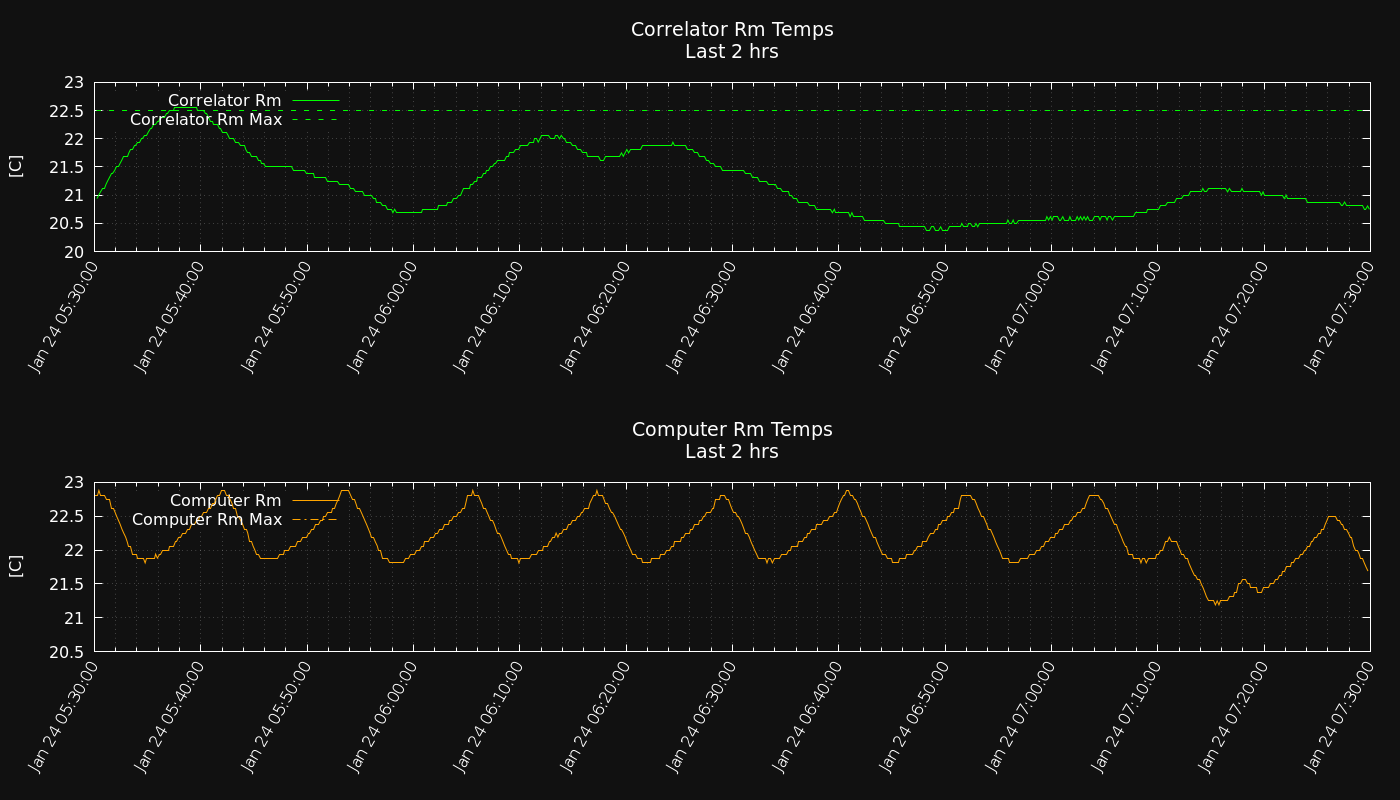 Correlator Rm Temps
Last 2 hrs
23
22.5
22
21.5
21
20.5
20
[C]
Correlator Rm
Correlator Rm Max
Jan 24 05:30:00
Jan 24 05:40:00
Jan 24 05:50:00
Jan 24 06:00:00
Jan 24 06:10:00
Jan 24 06:20:00
Jan 24 06:30:00
Jan 24 06:40:00
Jan 24 06:50:00
Jan 24 07:00:00
Jan 24 07:10:00
Jan 24 07:20:00
Jan 24 07:30:00
Computer Rm Temps
Last 2 hrs
23
22.5
22
21.5
21
20.5
[C]
Computer Rm
Computer Rm Max
Jan 24 05:30:00
Jan 24 05:40:00
Jan 24 05:50:00
Jan 24 06:00:00
Jan 24 06:10:00
Jan 24 06:20:00
Jan 24 06:30:00
Jan 24 06:40:00
Jan 24 06:50:00
Jan 24 07:00:00
Jan 24 07:10:00
Jan 24 07:20:00
Jan 24 07:30:00